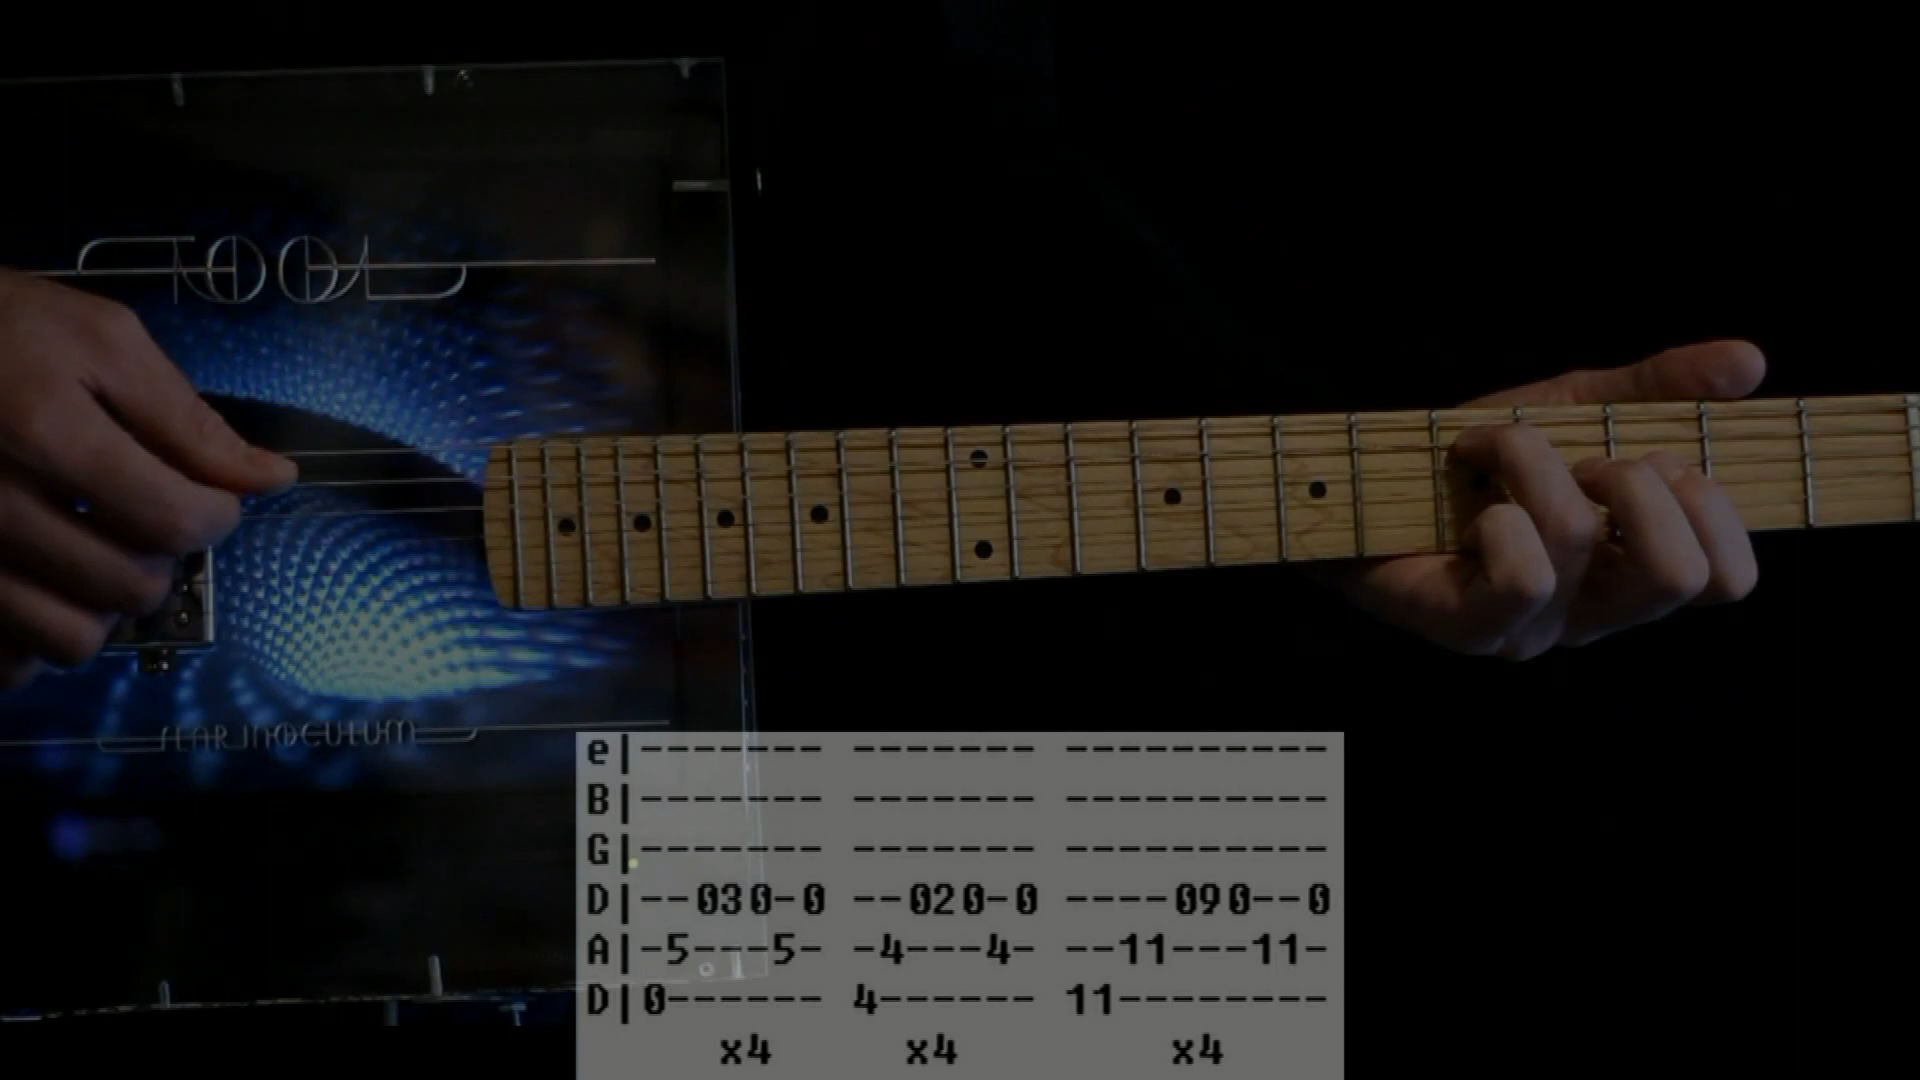 TOOL
FEAR INOCULUM
e|------- ------- ----------
B|------- ------- ----------
G|------- ------- ----------
D|--030-0 --020-0 ----090--0
A|-5---5- -4---4- --11---11-
D|0------ 4------ 11--------
x4 x4 x4